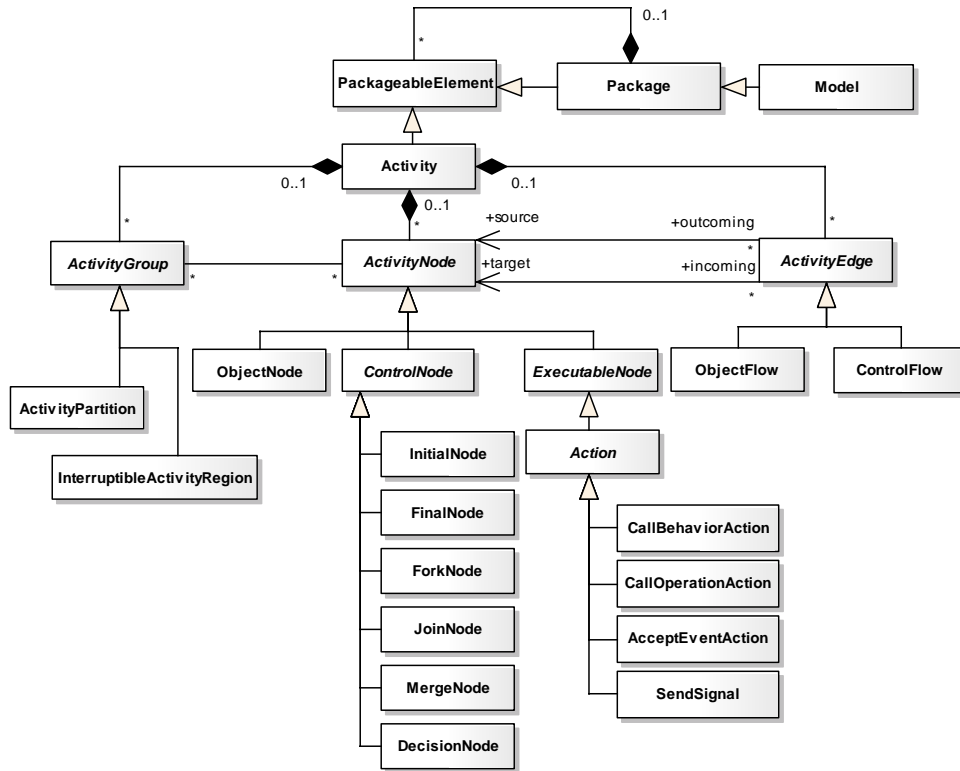 0..1
*
PackageableElement
Package
Model
Activity
0..1
0..1
0..1
*
*
*
+source
+outcoming
*
ActivityGroup
ActivityNode
ActivityEdge
*
*
+target
+incoming
*
ObjectNode
ControlNode
ExecutableNode
ObjectFlow
ControlFlow
ActivityPartition
InterruptibleActivityRegion
Action
InitialNode
FinalNode
ForkNode
JoinNode
MergeNode
DecisionNode
CallBehaviorAction
CallOperationAction
AcceptEventAction
SendSignal